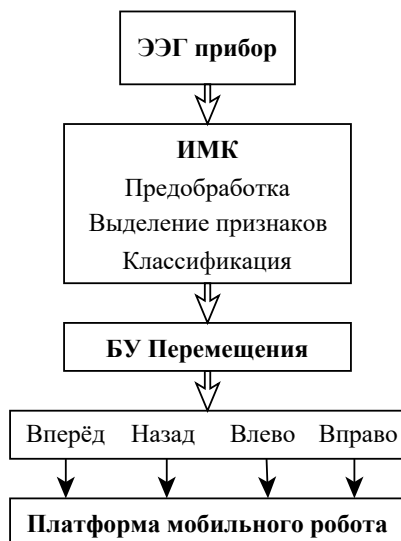 ЭЭГ прибор
ИМК
Предобработка
Выделение признаков
Классификация
БУ Перемещения
Вперёд Назад Влево Вправо
Платформа мобильного робота